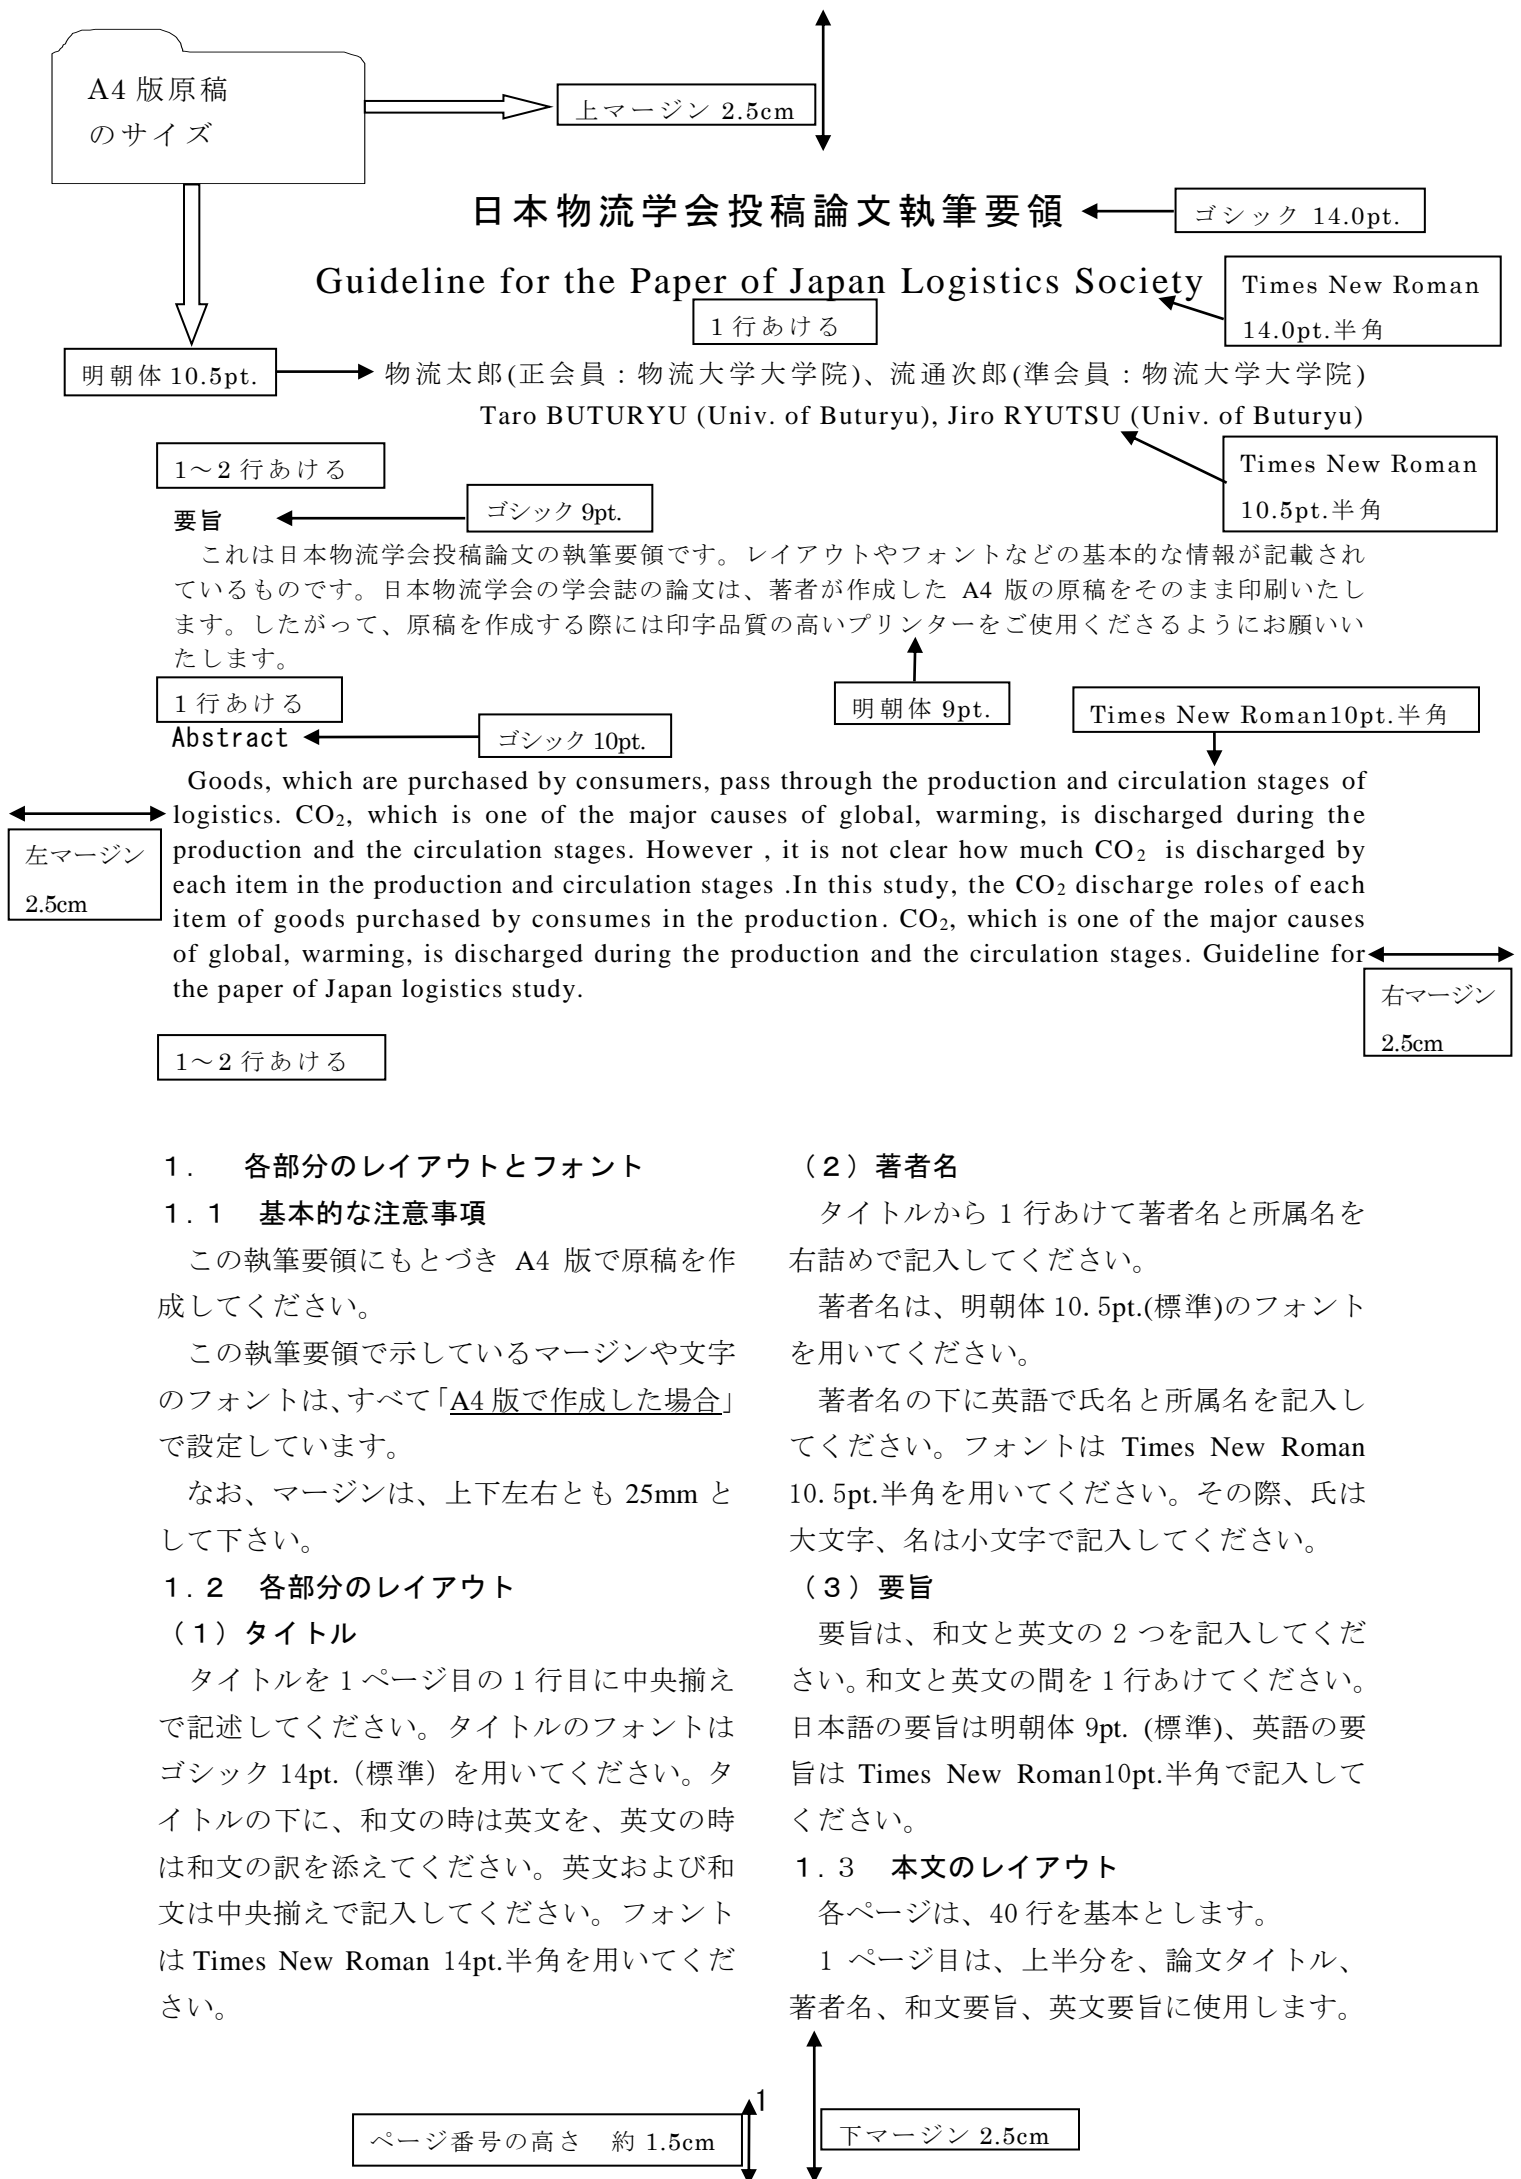 A4 版原稿
のサイズ
上マージン 2.5cm
日本物流学会投稿論文執筆要領
ゴシック 14.0pt.
Guideline for the Paper of Japan Logistics Society
Times New Roman
14.0pt.半角
1 行あける
明朝体 10.5pt.
物流太郎(正会員：物流大学大学院)、流通次郎(準会員：物流大学大学院)
Taro BUTURYU (Univ. of Buturyu), Jiro RYUTSU (Univ. of Buturyu)
Times New Roman
10.5pt.半角
1～2 行あける
要旨
ゴシック 9pt.
これは日本物流学会投稿論文の執筆要領です。レイアウトやフォントなどの基本的な情報が記載され
ているものです。日本物流学会の学会誌の論文は、著者が作成した A4 版の原稿をそのまま印刷いたし
ます。したがって、原稿を作成する際には印字品質の高いプリンターをご使用くださるようにお願いい
たします。
明朝体 9pt.
1 行あける
Abstract
ゴシック 10pt.
Times New Roman10pt.半角
Goods, which are purchased by consumers, pass through the production and circulation stages of
logistics. CO₂, which is one of the major causes of global, warming, is discharged during the
production and the circulation stages. However , it is not clear how much CO₂ is discharged by
each item in the production and circulation stages .In this study, the CO₂ discharge roles of each
item of goods purchased by consumes in the production. CO₂, which is one of the major causes
of global, warming, is discharged during the production and the circulation stages. Guideline for
the paper of Japan logistics study.
左マージン
2.5cm
右マージン
2.5cm
1～2 行あける
１.　各部分のレイアウトとフォント
１.１　基本的な注意事項
この執筆要領にもとづき A4 版で原稿を作
成してください。
この執筆要領で示しているマージンや文字
のフォントは、すべて「A4 版で作成した場合」
で設定しています。
なお、マージンは、上下左右とも 25mm と
して下さい。
１.２　各部分のレイアウト
（１）タイトル
タイトルを 1 ページ目の 1 行目に中央揃え
で記述してください。タイトルのフォントは
ゴシック 14pt.（標準）を用いてください。タ
イトルの下に、和文の時は英文を、英文の時
は和文の訳を添えてください。英文および和
文は中央揃えで記入してください。フォント
は Times New Roman 14pt.半角を用いてくだ
さい。
（２）著者名
タイトルから 1 行あけて著者名と所属名を
右詰めで記入してください。
著者名は、明朝体 10.5pt.(標準)のフォント
を用いてください。
著者名の下に英語で氏名と所属名を記入し
てください。フォントは Times New Roman
10.5pt.半角を用いてください。その際、氏は
大文字、名は小文字で記入してください。
（３）要旨
要旨は、和文と英文の 2 つを記入してくだ
さい。和文と英文の間を 1 行あけてください。
日本語の要旨は明朝体 9pt. (標準)、英語の要
旨は Times New Roman10pt.半角で記入して
ください。
１.３　本文のレイアウト
各ページは、40 行を基本とします。
1 ページ目は、上半分を、論文タイトル、
著者名、和文要旨、英文要旨に使用します。
1
ページ番号の高さ　約 1.5cm
下マージン 2.5cm